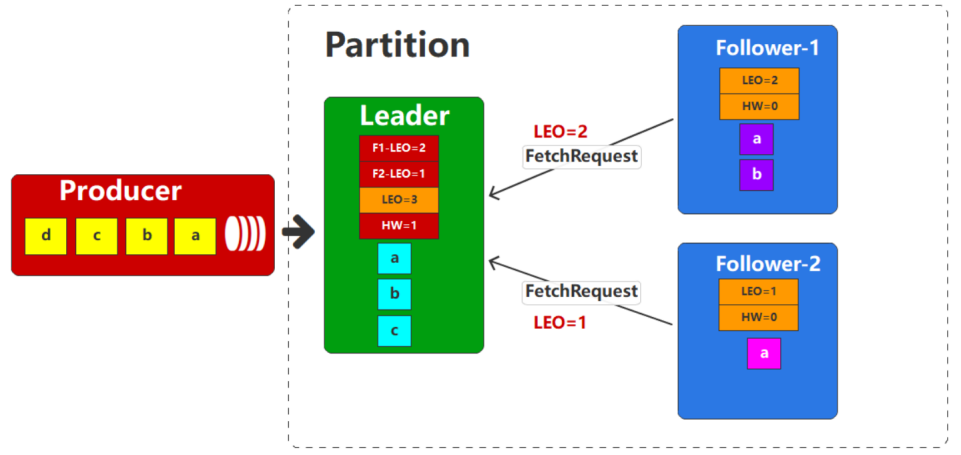 Partition
Follower-1
LEO=2
HW=0
a
b
Leader
F1-LEO=2
F2-LEO=1
LEO=3
HW=1
a
b
c
LEO=2
FetchRequest
Producer
d c b a
Follower-2
LEO=1
HW=0
a
FetchRequest
LEO=1